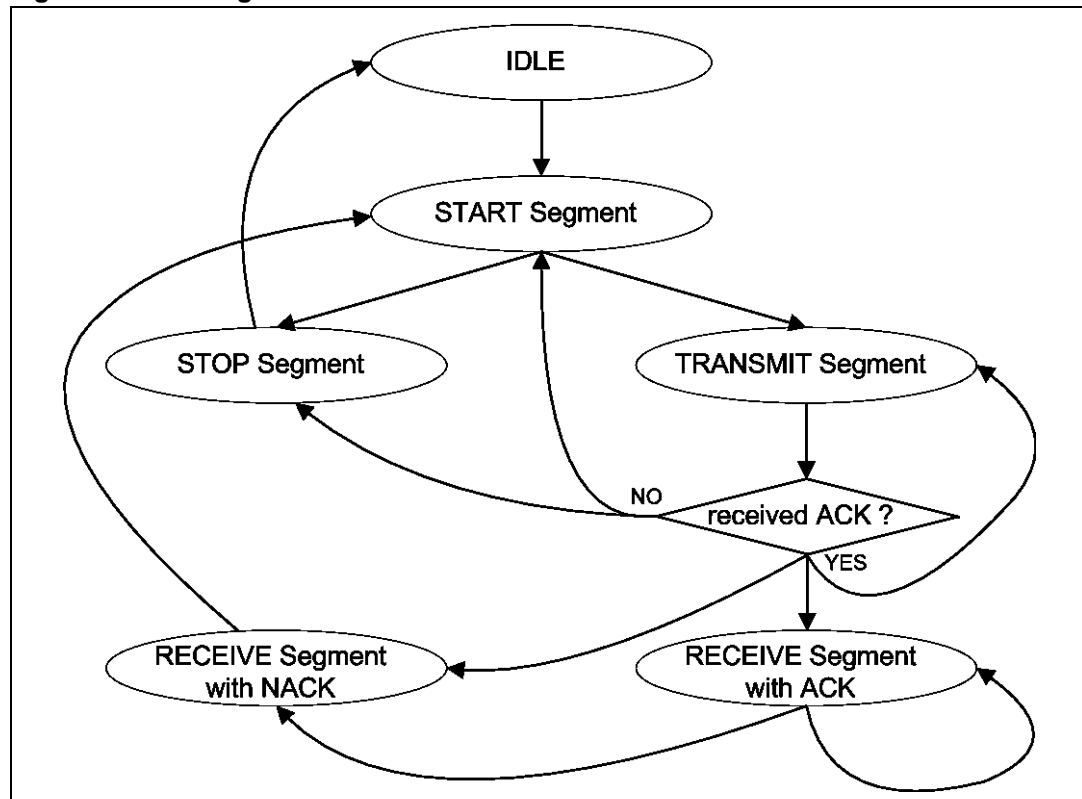 IDLE
START Segment
STOP Segment
TRANSMIT Segment
NO
received ACK ?
YES
RECEIVE Segment
with NACK
RECEIVE Segment
with ACK